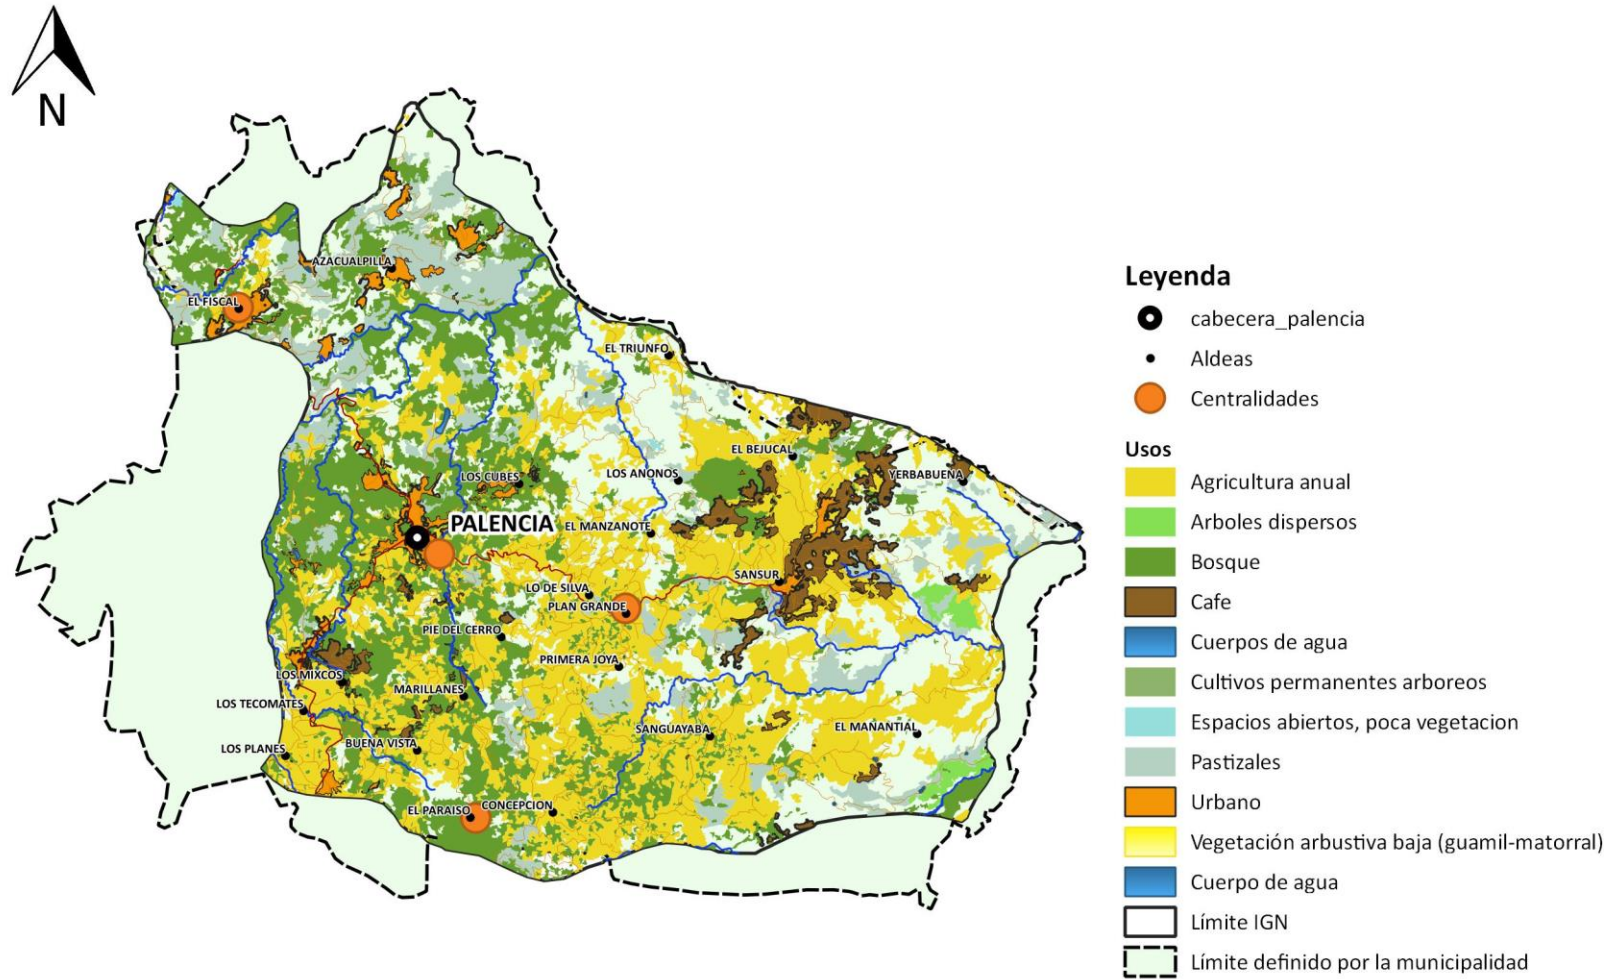 N
AZACUALPILLA
EL FISCAL
EL TRIUNFO
EL BEJUCAL
YERBABUENA
LOS CUBES
LOS ANONOS
PALENCIA
EL MANZANOTE
SANSUR
LO DE SILVA
PLAN GRANDE
PIE DEL CERRO
PRIMERA JOYA
LOS MIXCOS
MARILLANES
LOS TECOMATES
SANGUAYABA
EL MANANTIAL
LOS PLANES
BUENA VISTA
EL PARAISO
CONCEPCION
Leyenda
cabecera_palencia
Aldeas
Centralidades
Usos
Agricultura anual
Arboles dispersos
Bosque
Cafe
Cuerpos de agua
Cultivos permanentes arboreos
Espacios abiertos, poca vegetacion
Pastizales
Urbano
Vegetación arbustiva baja (guamil-matorral)
Cuerpo de agua
Límite IGN
Límite definido por la municipalidad